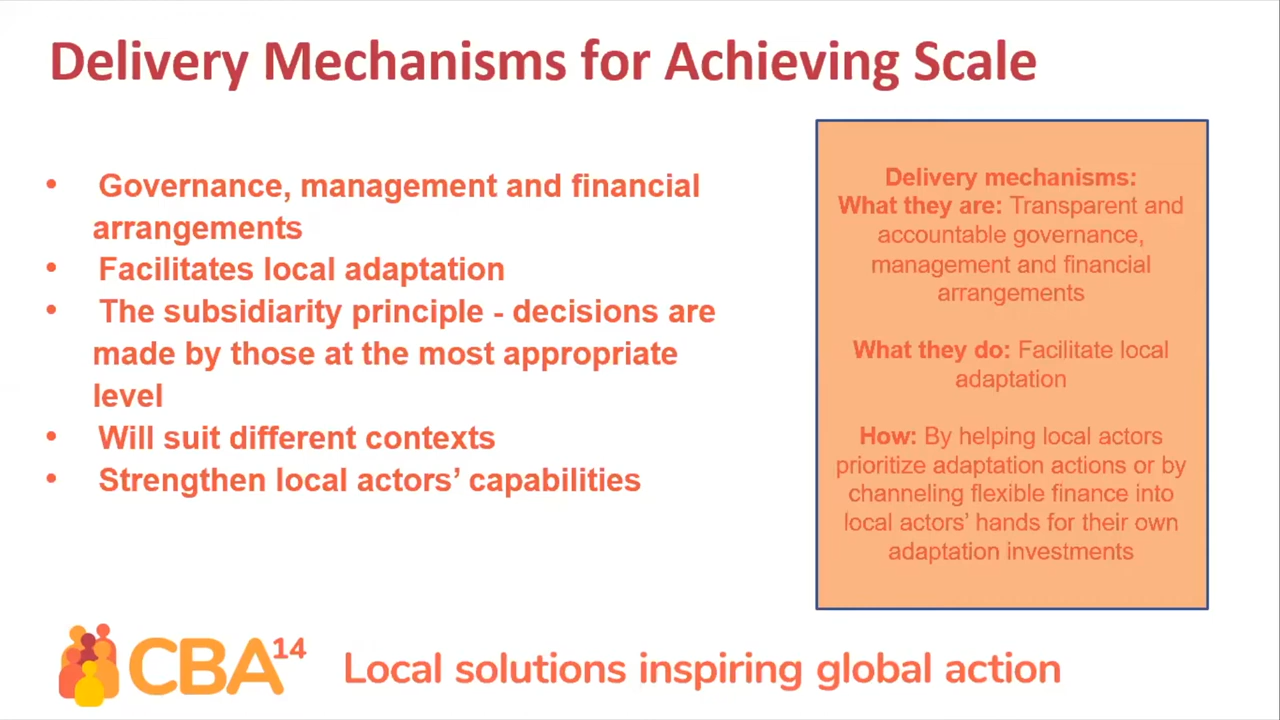 Delivery Mechanisms for Achieving Scale
• Governance, management and financial
arrangements
• Facilitates local adaptation
• The subsidiarity principle - decisions are
made by those at the most appropriate
level
• Will suit different contexts
• Strengthen local actors’ capabilities
Delivery mechanisms:
What they are: Transparent and
accountable governance,
management and financial
arrangements
What they do: Facilitate local
adaptation
How: By helping local actors
prioritize adaptation actions or by
channeling flexible finance into
local actors’ hands for their own
adaptation investments
CBA14
Local solutions inspiring global action